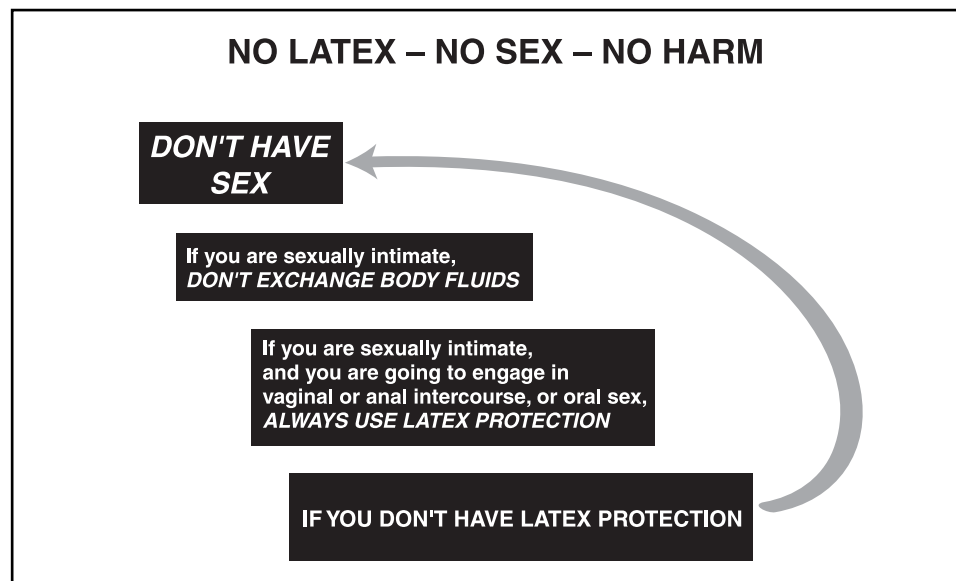 NO LATEX – NO SEX – NO HARM
DON'T HAVE
SEX
If you are sexually intimate,
DON'T EXCHANGE BODY FLUIDS
If you are sexually intimate,
and you are going to engage in
vaginal or anal intercourse, or oral sex,
ALWAYS USE LATEX PROTECTION
IF YOU DON'T HAVE LATEX PROTECTION